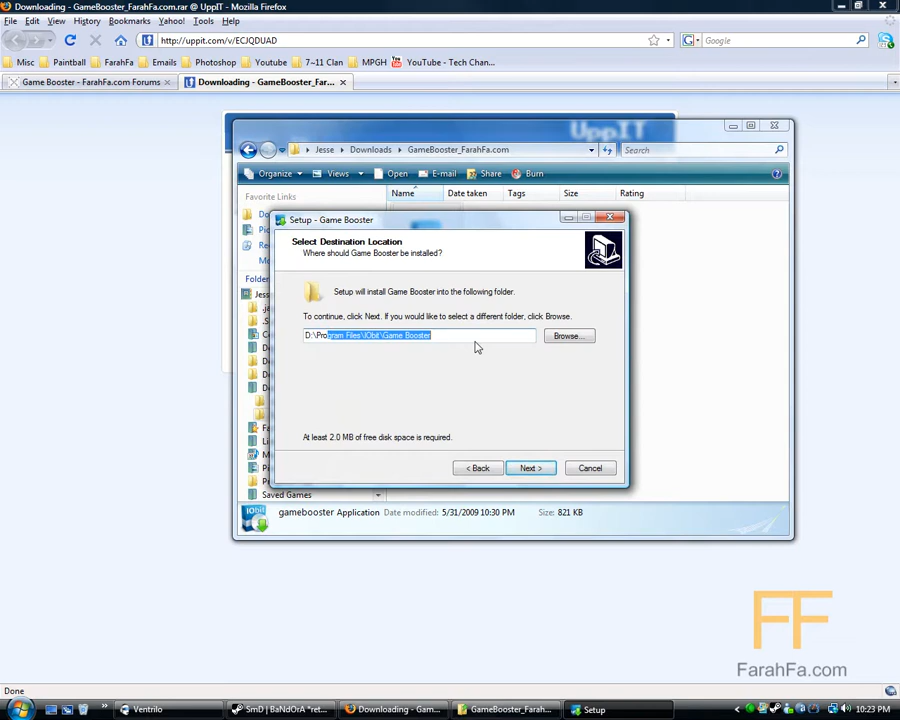 Downloading - GameBooster_FarahFa.com.rar @ UppIT - Mozilla Firefox
File Edit View History Bookmarks Yahoo! Tools Help
http://uppit.com/v/ECJQDUAD
Google
Misc Paintball FarahFa Emails Photoshop Youtube 7~11 Clan MPGH YouTube - Tech Chan...
Game Booster - FarahFa.com Forums
Downloading - GameBooster_Far...
UppIT
Jesse Downloads GameBooster_FarahFa.com
Search
Organize Views Open E-mail Share Burn
Favorite Links
Name Date taken Tags Size Rating
Setup - Game Booster
Select Destination Location
Where should Game Booster be installed?
Setup will install Game Booster into the following folder.
To continue, click Next. If you would like to select a different folder, click Browse.
D:\Program Files\IObit\Game Booster
Browse...
At least 2.0 MB of free disk space is required.
< Back Next > Cancel
Saved Games
gamebooster Application Date modified: 5/31/2009 10:30 PM Size: 821 KB
IObit
FF
FarahFa.com
Done
Ventrilo
SmD | BaNdOrA "ret...
Downloading - Gam...
GameBooster_Farah...
Setup
10:23 PM